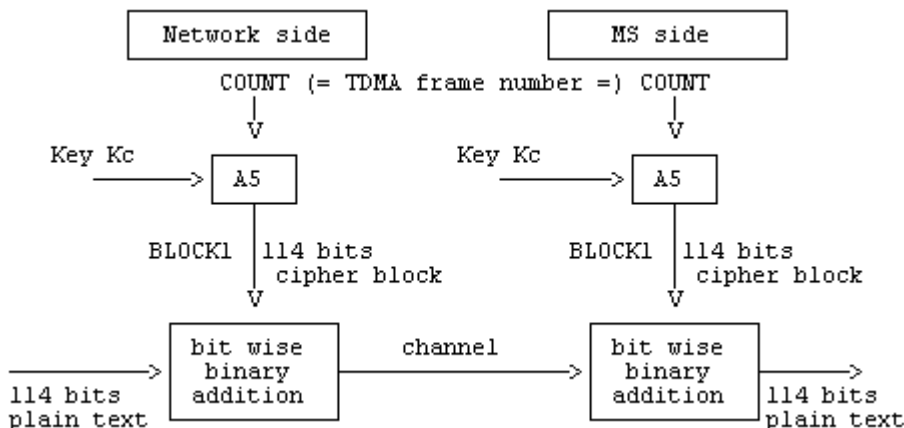 Network side
MS side
COUNT (= TDMA frame number =) COUNT
Key Kc
Key Kc
A5
A5
BLOCK1
114 bits
cipher block
BLOCK1
114 bits
cipher block
bit wise
binary
addition
channel
bit wise
binary
addition
114 bits
plain text
114 bits
plain text